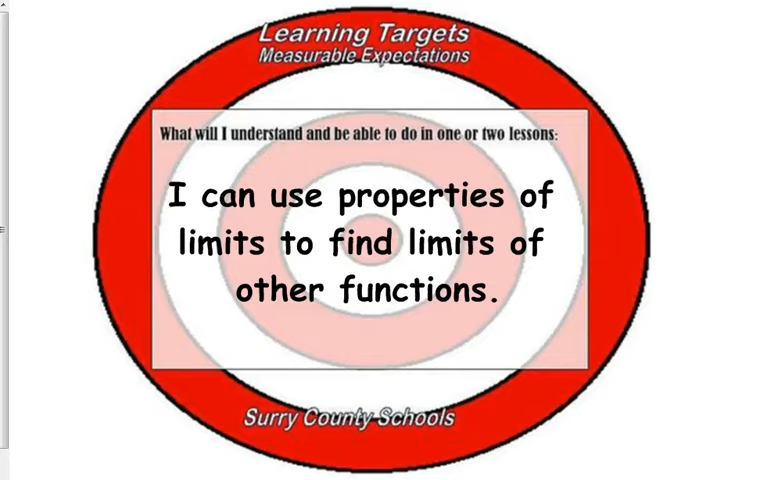 Learning Targets
Measurable Expectations
What will I understand and be able to do in one or two lessons:
I can use properties of
limits to find limits of
other functions.
Surry County Schools